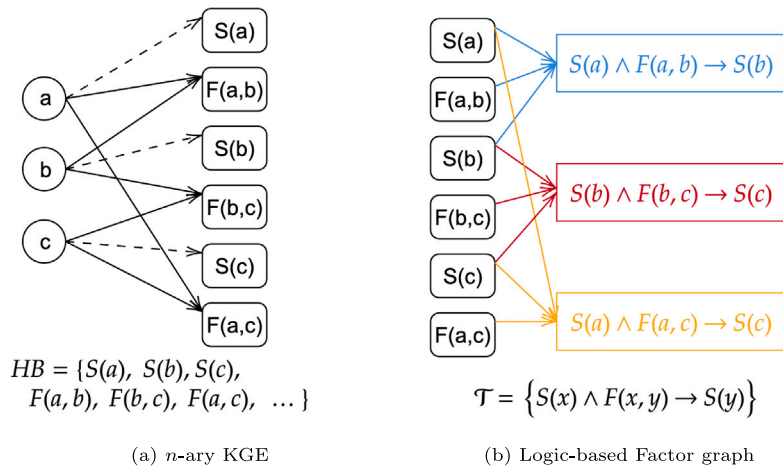 a
b
c
S(a)
F(a,b)
S(b)
F(b,c)
S(c)
F(a,c)
HB = {S(a), S(b), S(c),
F(a, b), F(b, c), F(a, c), … }
(a) n-ary KGE
S(a)
F(a,b)
S(b)
F(b,c)
S(c)
F(a,c)
S(a) ∧ F(a, b) → S(b)
S(b) ∧ F(b, c) → S(c)
S(a) ∧ F(a, c) → S(c)
𝒯 = {S(x) ∧ F(x, y) → S(y)}
(b) Logic-based Factor graph